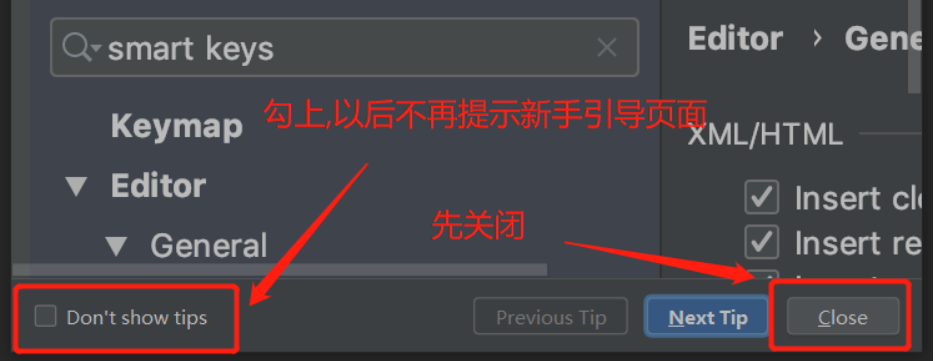 smart keys
Editor › Gene
勾上,以后不再提示新手引导页面
Keymap
XML/HTML
Editor
Insert cl
先关闭
General
Insert re
Don't show tips
Previous Tip
Next Tip
Close